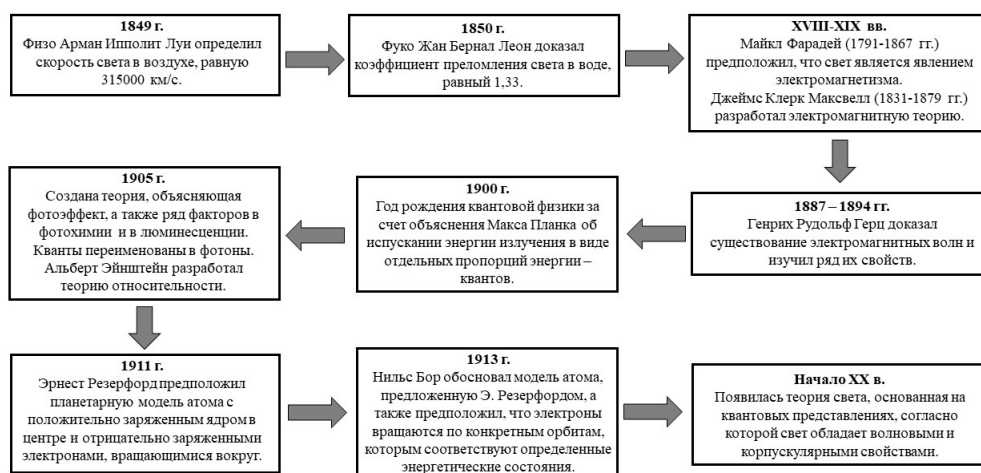 1849 г.
Физо Арман Ипполит Луи определил
скорость света в воздухе, равную
315000 км/с.
1850 г.
Фуко Жан Бернал Леон доказал
коэффициент преломления света в воде,
равный 1,33.
XVIII-XIX вв.
Майкл Фарадей (1791-1867 гг.)
предположил, что свет является явлением
электромагнетизма.
Джеймс Клерк Максвелл (1831-1879 гг.)
разработал электромагнитную теорию.
1887 – 1894 гг.
Генрих Рудольф Герц доказал
существование электромагнитных волн и
изучил ряд их свойств.
1900 г.
Год рождения квантовой физики за
счет объяснения Макса Планка об
испускании энергии излучения в виде
отдельных пропорций энергии –
квантов.
1905 г.
Создана теория, объясняющая
фотоэффект, а также ряд факторов в
фотохимии и в люминесценции.
Кванты переименованы в фотоны.
Альберт Эйнштейн разработал
теорию относительности.
1911 г.
Эрнест Резерфорд предположил
планетарную модель атома с
положительно заряженным ядром в
центре и отрицательно заряженными
электронами, вращающимися вокруг.
1913 г.
Нильс Бор обосновал модель атома,
предложенную Э. Резерфордом,
а также предположил, что электроны
вращаются по конкретным орбитам,
которым соответствуют определенные
энергетические состояния.
Начало XX в.
Появилась теория света, основанная на
квантовых представлениях, согласно
которой свет обладает волновыми и
корпускулярными свойствами.